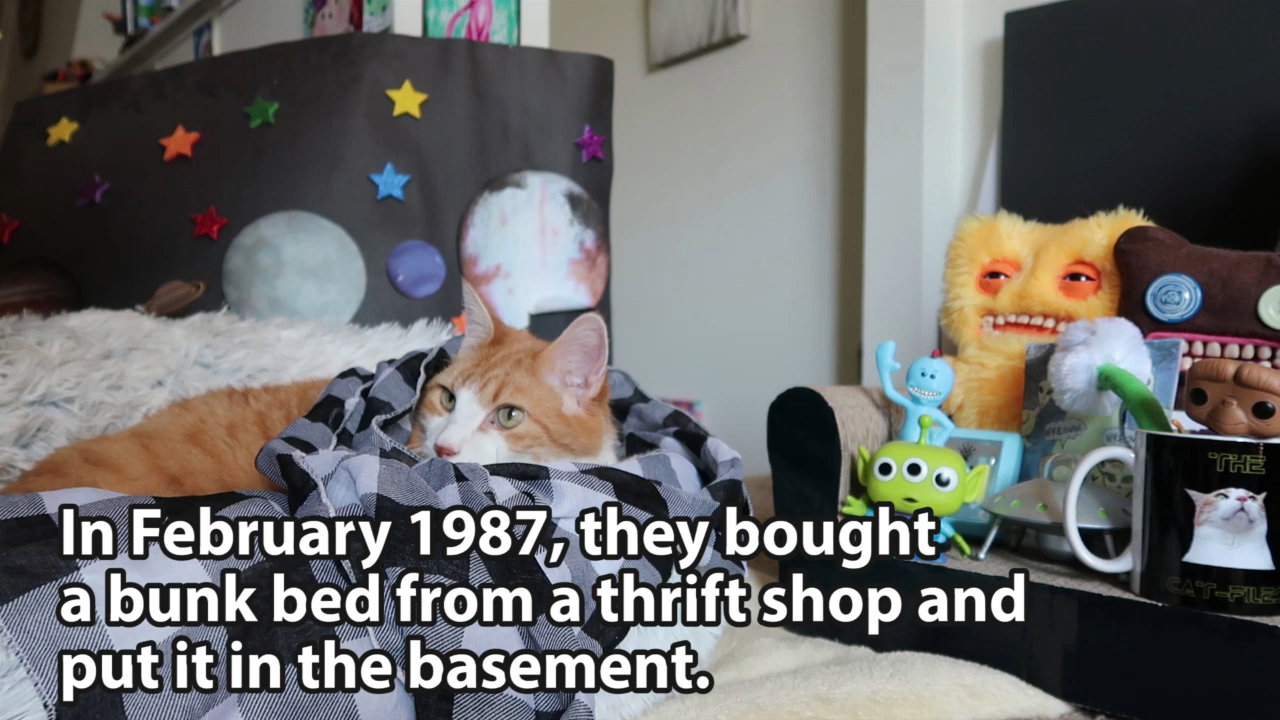 In February 1987, they bought
a bunk bed from a thrift shop and
put it in the basement.
THE
CAT-FILE